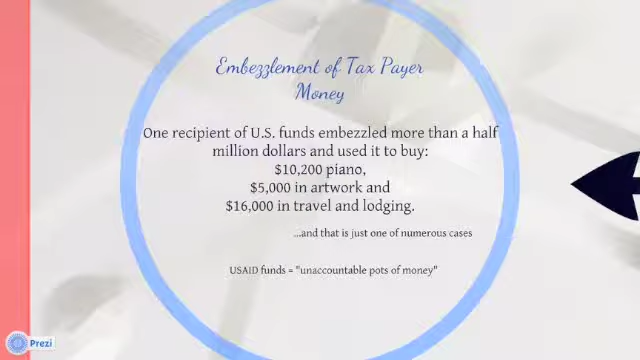 Embezzlement of Tax Payer
Money
One recipient of U.S. funds embezzled more than a half
million dollars and used it to buy:
$10,200 piano,
$5,000 in artwork and
$16,000 in travel and lodging.
...and that is just one of numerous cases
USAID funds = "unaccountable pots of money"
Prezi